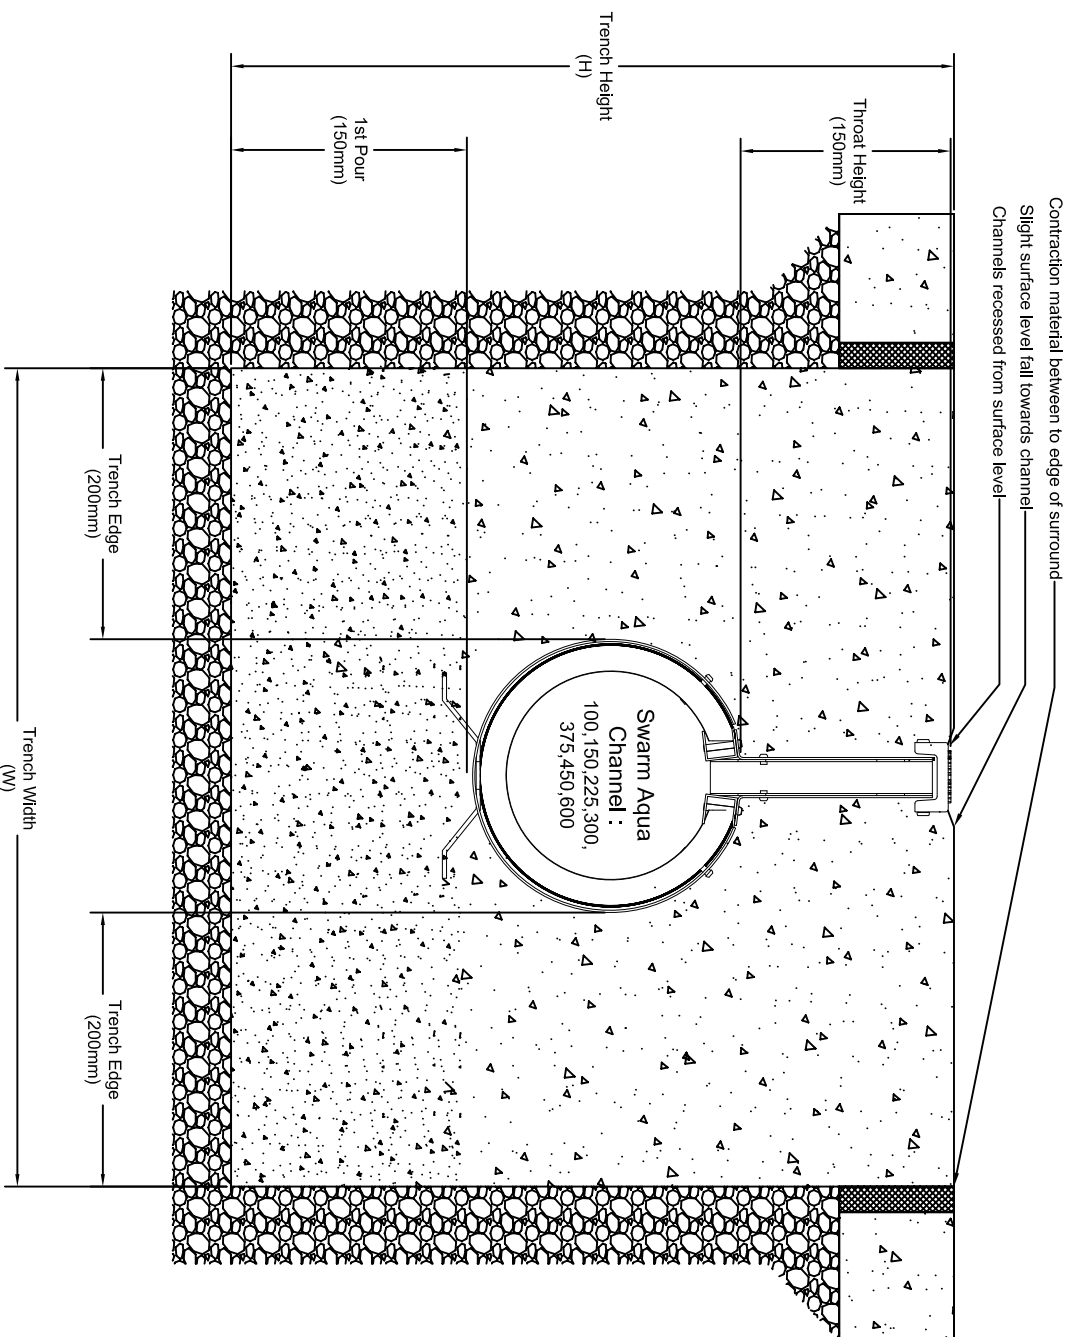 Contraction material between to edge of surround
Slight surface level fall towards channel
Channels recessed from surface level
Throat Height
(150mm)
Trench Height
(H)
1st Pour
(150mm)
Swarm Aqua
Channel :
100,150,225,300,
375,450,600
Trench Edge
(200mm)
Trench Edge
(200mm)
Trench Width
(W)